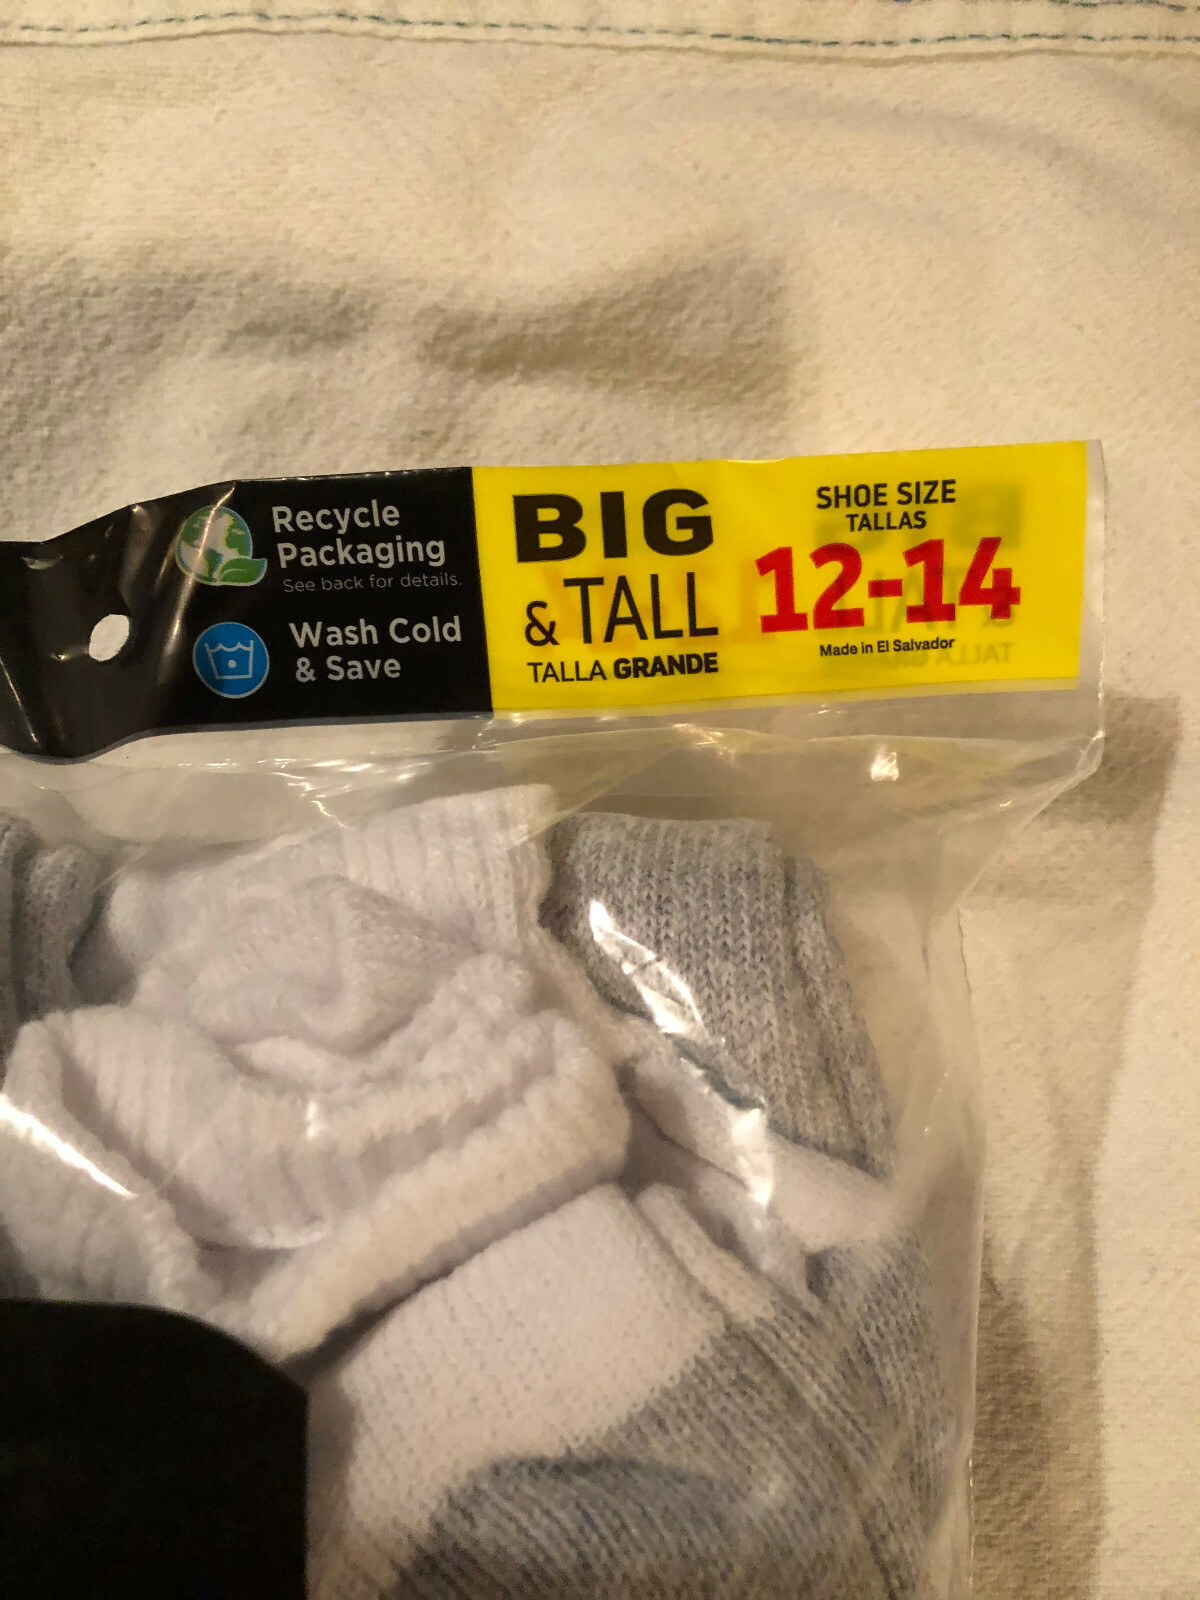 Recycle
Packaging
See back for details.
Wash Cold
& Save
BIG
& TALL
TALLA GRANDE
SHOE SIZE
TALLAS
12-14
Made in El Salvador